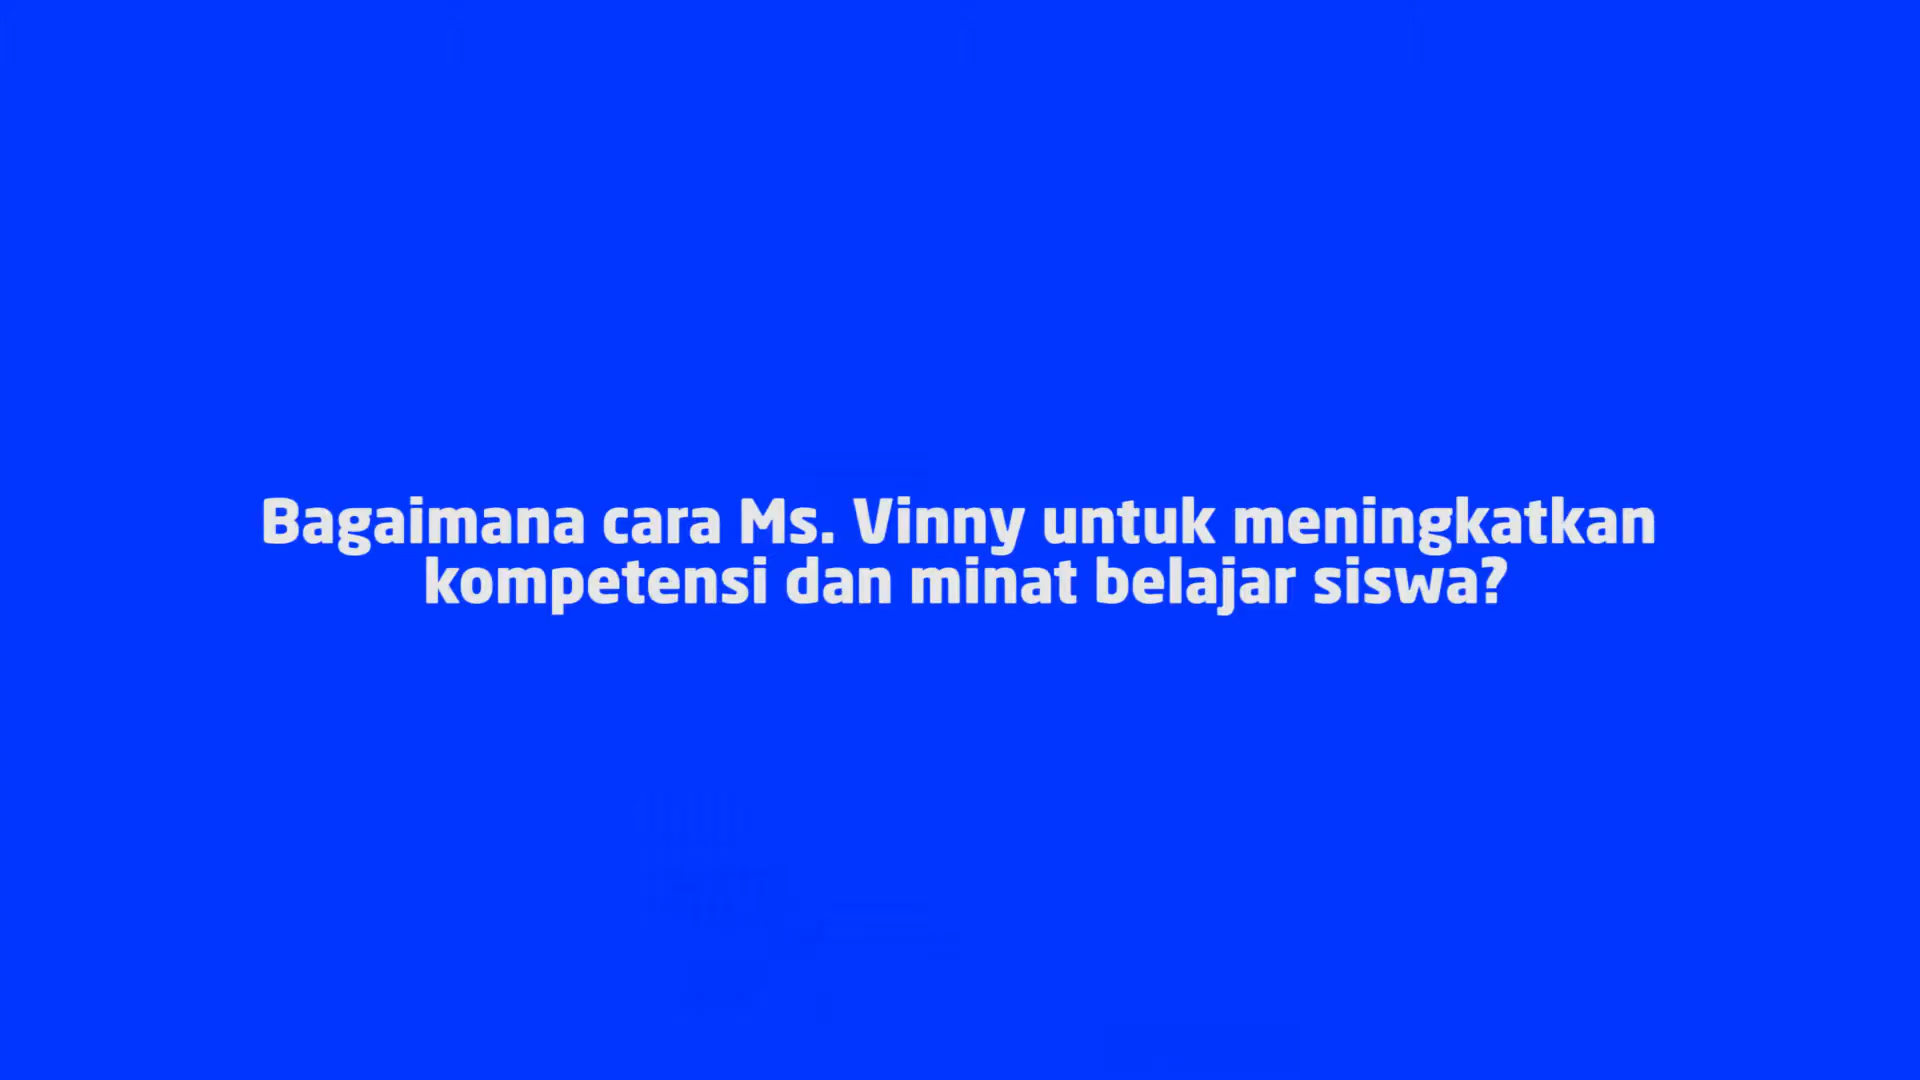 Bagaimana cara Ms. Vinny untuk meningkatkan
kompetensi dan minat belajar siswa?